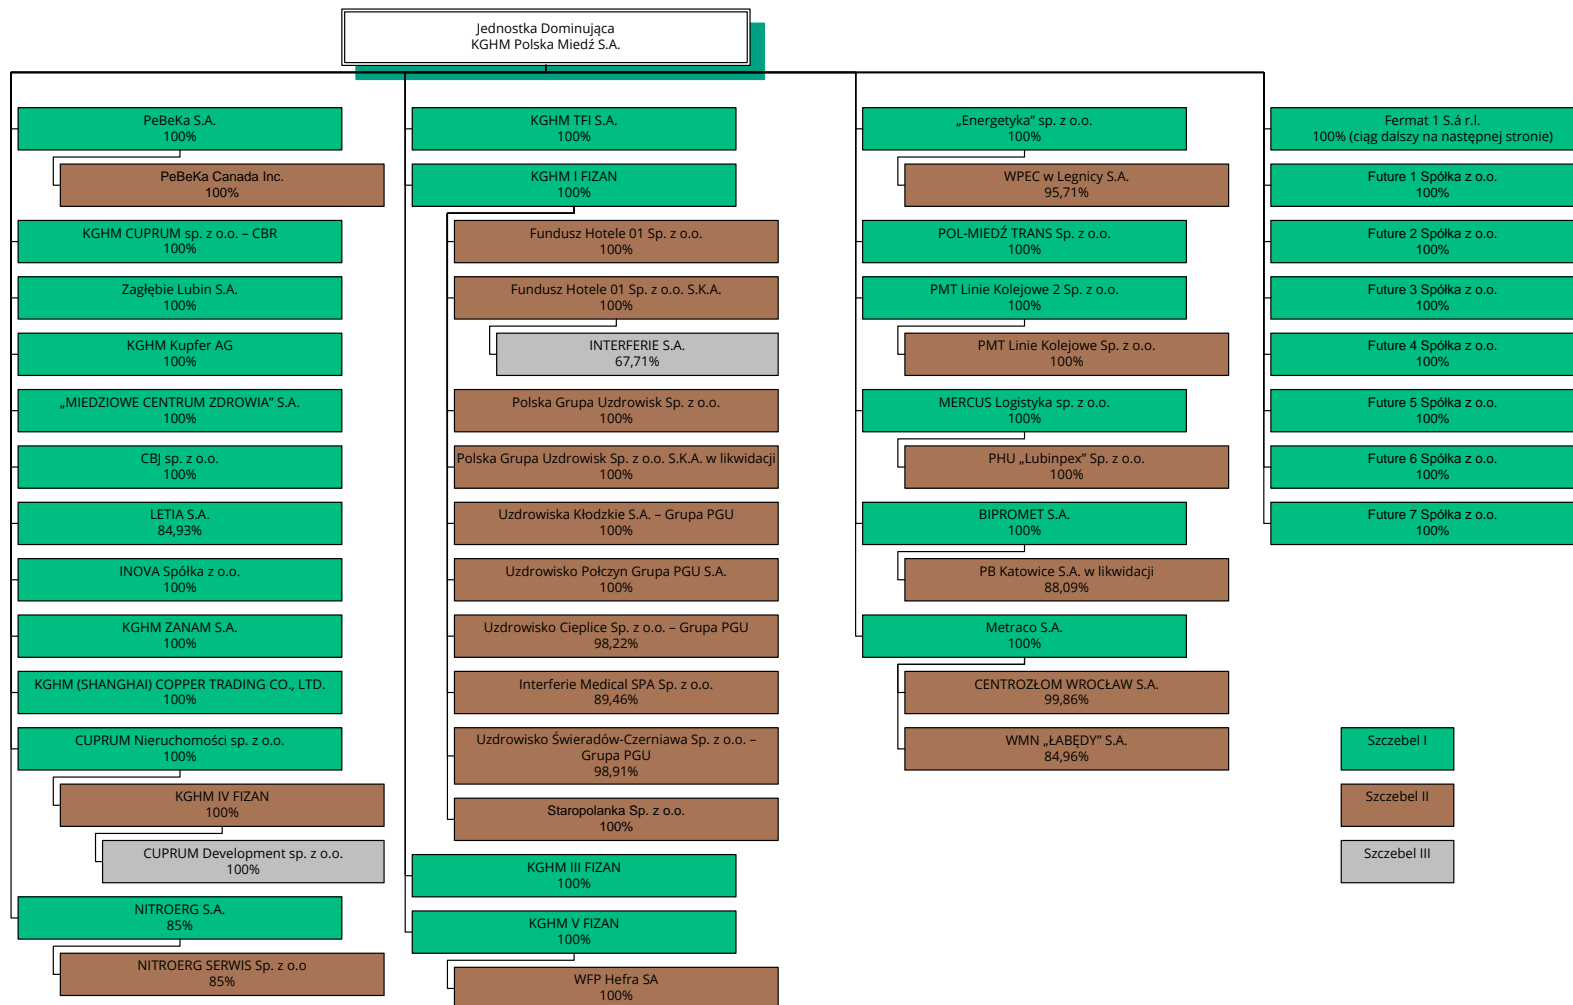 Jednostka Dominująca
KGHM Polska Miedź S.A.
PeBeKa S.A.
100%
PeBeKa Canada Inc.
100%
KGHM CUPRUM sp. z o.o. – CBR
100%
Zagłębie Lubin S.A.
100%
KGHM Kupfer AG
100%
„MIEDZIOWE CENTRUM ZDROWIA” S.A.
100%
CBJ sp. z o.o.
100%
LETIA S.A.
84,93%
INOVA Spółka z o.o.
100%
KGHM ZANAM S.A.
100%
KGHM (SHANGHAI) COPPER TRADING CO., LTD.
100%
CUPRUM Nieruchomości sp. z o.o.
100%
KGHM IV FIZAN
100%
CUPRUM Development sp. z o.o.
100%
NITROERG S.A.
85%
NITROERG SERWIS Sp. z o.o
85%
KGHM TFI S.A.
100%
KGHM I FIZAN
100%
Fundusz Hotele 01 Sp. z o.o.
100%
Fundusz Hotele 01 Sp. z o.o. S.K.A.
100%
INTERFERIE S.A.
67,71%
Polska Grupa Uzdrowisk Sp. z o.o.
100%
Polska Grupa Uzdrowisk Sp. z o.o. S.K.A. w likwidacji
100%
Uzdrowiska Kłodzkie S.A. – Grupa PGU
100%
Uzdrowisko Połczyn Grupa PGU S.A.
100%
Uzdrowisko Cieplice Sp. z o.o. – Grupa PGU
98,22%
Interferie Medical SPA Sp. z o.o.
89,46%
Uzdrowisko Świeradów-Czerniawa Sp. z o.o. –
Grupa PGU
98,91%
Staropolanka Sp. z o.o.
100%
KGHM III FIZAN
100%
KGHM V FIZAN
100%
WFP Hefra SA
100%
„Energetyka” sp. z o.o.
100%
WPEC w Legnicy S.A.
95,71%
POL-MIEDŹ TRANS Sp. z o.o.
100%
PMT Linie Kolejowe 2 Sp. z o.o.
100%
PMT Linie Kolejowe Sp. z o.o.
100%
MERCUS Logistyka sp. z o.o.
100%
PHU „Lubinpex” Sp. z o.o.
100%
BIPROMET S.A.
100%
PB Katowice S.A. w likwidacji
88,09%
Metraco S.A.
100%
CENTROZŁOM WROCŁAW S.A.
99,86%
WMN „ŁABĘDY” S.A.
84,96%
Fermat 1 S.á r.l.
100% (ciąg dalszy na następnej stronie)
Future 1 Spółka z o.o.
100%
Future 2 Spółka z o.o.
100%
Future 3 Spółka z o.o.
100%
Future 4 Spółka z o.o.
100%
Future 5 Spółka z o.o.
100%
Future 6 Spółka z o.o.
100%
Future 7 Spółka z o.o.
100%
Szczebel I
Szczebel II
Szczebel III